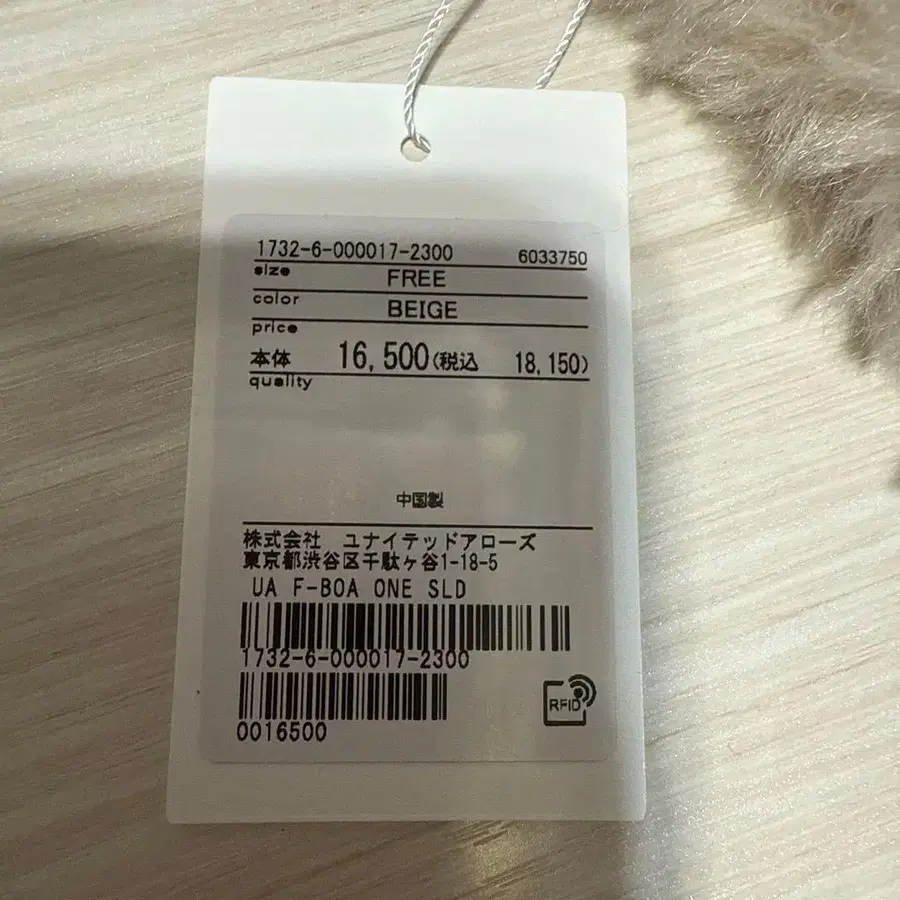 1732-6-000017-2300 6033750
size FREE
color BEIGE
price
本体 16,500(税込 18,150)
quality
中国製
株式会社 ユナイテッドアローズ
東京都渋谷区千駄ヶ谷1-18-5
UA F-BOA ONE SLD
1732-6-000017-2300
RFID
0016500